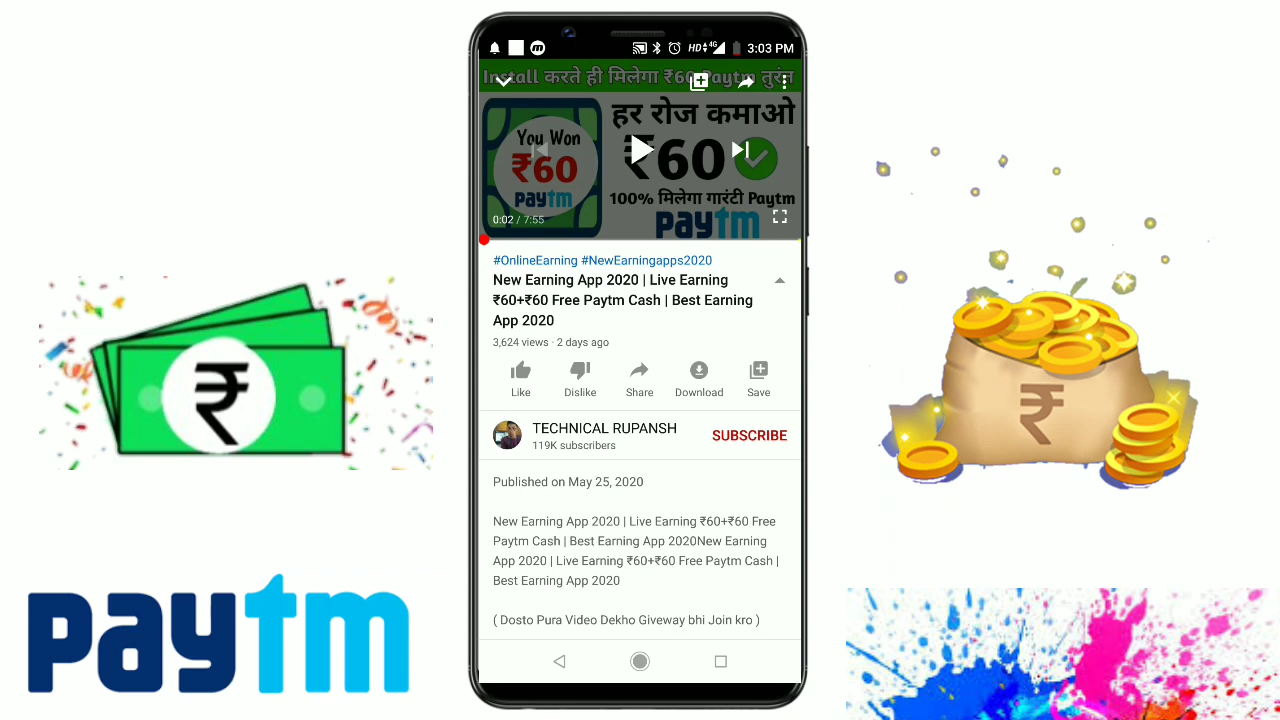 HD 4G 3:03 PM
Install करते ही मिलेगा ₹60 Paytm तुरंत
हर रोज कमाओ
You Won
₹60
₹60
paytm
100% मिलेगा गारंटी Paytm
paytm
0:02 / 7:55
#OnlineEarning #NewEarningapps2020
New Earning App 2020 | Live Earning
₹60+₹60 Free Paytm Cash | Best Earning
App 2020
3,624 views · 2 days ago
Like Dislike Share Download Save
TECHNICAL RUPANSH
SUBSCRIBE
119K subscribers
Published on May 25, 2020
New Earning App 2020 | Live Earning ₹60+₹60 Free
Paytm Cash | Best Earning App 2020New Earning
App 2020 | Live Earning ₹60+₹60 Free Paytm Cash |
Best Earning App 2020
( Dosto Pura Video Dekho Giveaway bhi Join kro )
₹
₹
paytm